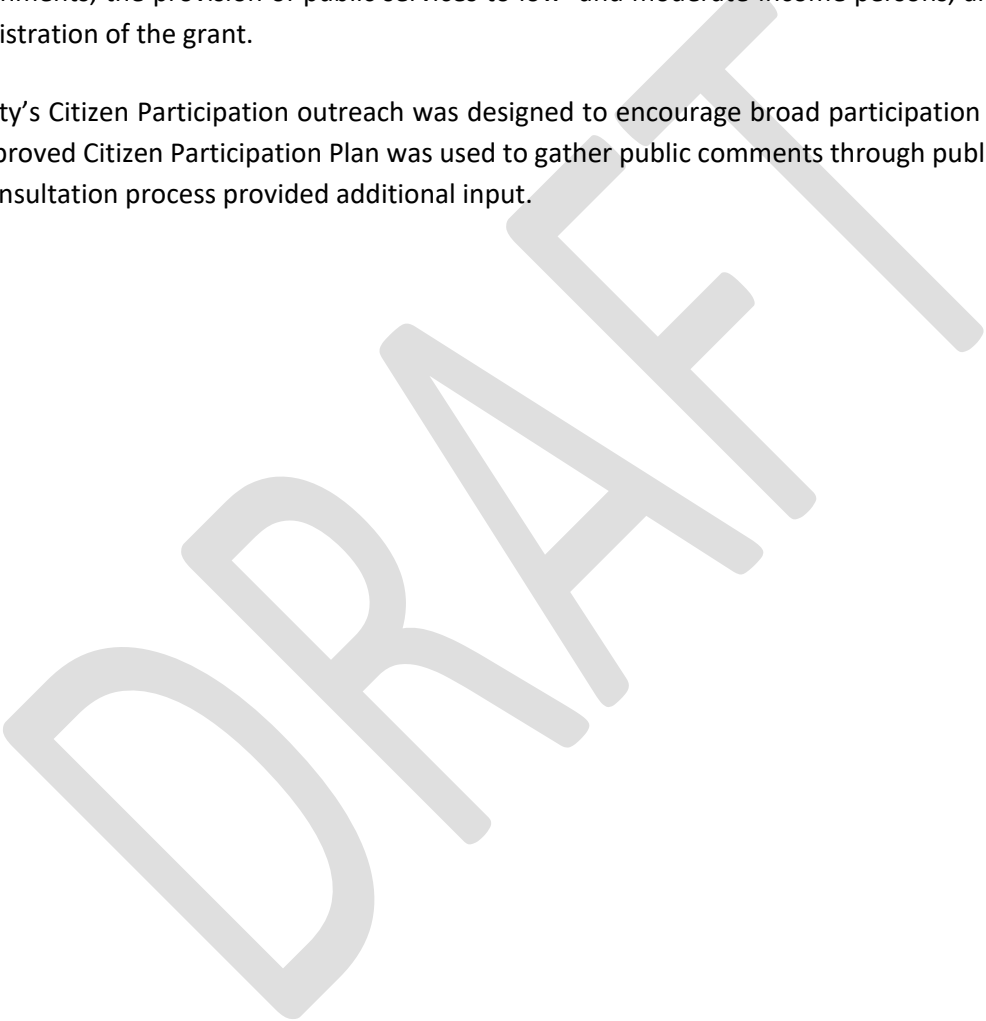 nments, the provision of public services to low- and moderate-income persons, a
istration of the grant.
ty's Citizen Participation outreach was designed to encourage broad participation
proved Citizen Participation Plan was used to gather public comments through publ
nsultation process provided additional input.
DRAFT